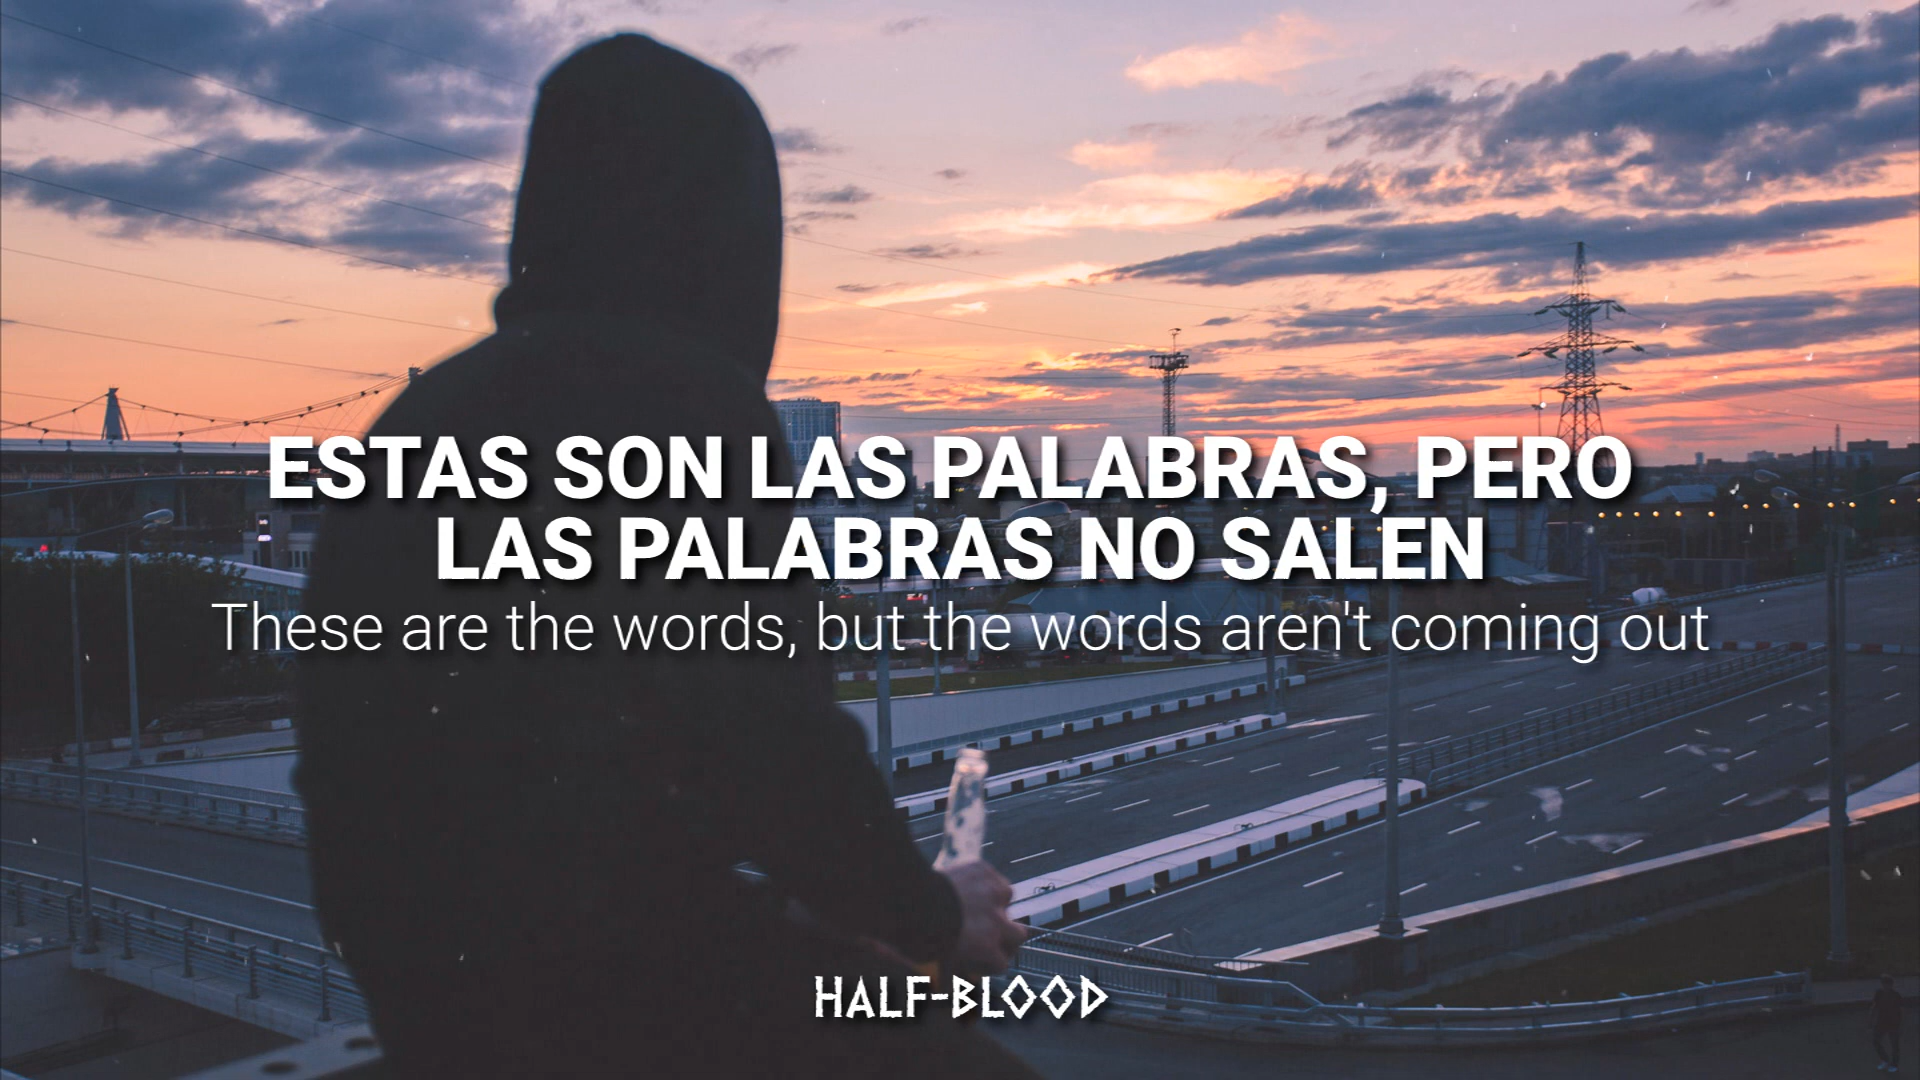 ESTAS SON LAS PALABRAS, PERO
LAS PALABRAS NO SALEN
These are the words, but the words aren't coming out
HALF-BLOOD